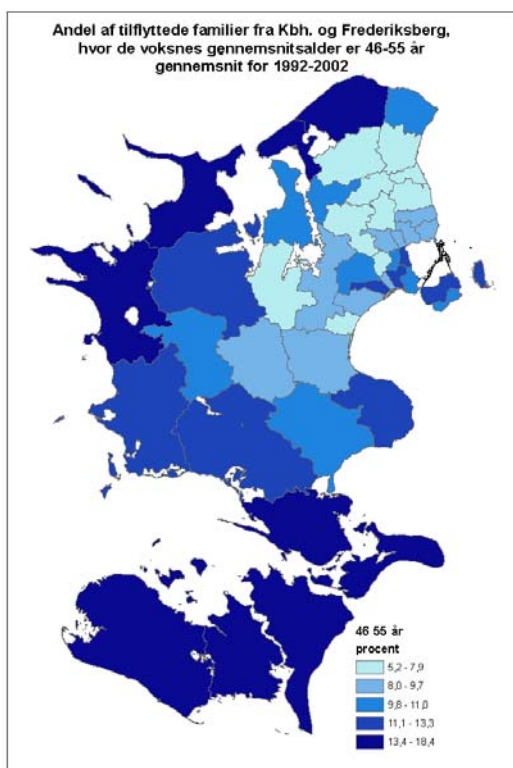 Andel af tilflyttede familier fra Kbh. og Frederiksberg,
hvor de voksnes gennemsnitsalder er 46-55 år
gennemsnit for 1992-2002
46 55 år
procent
5,2 - 7,9
8,0 - 9,7
9,8 - 11,0
11,1 - 13,3
13,4 - 18,4